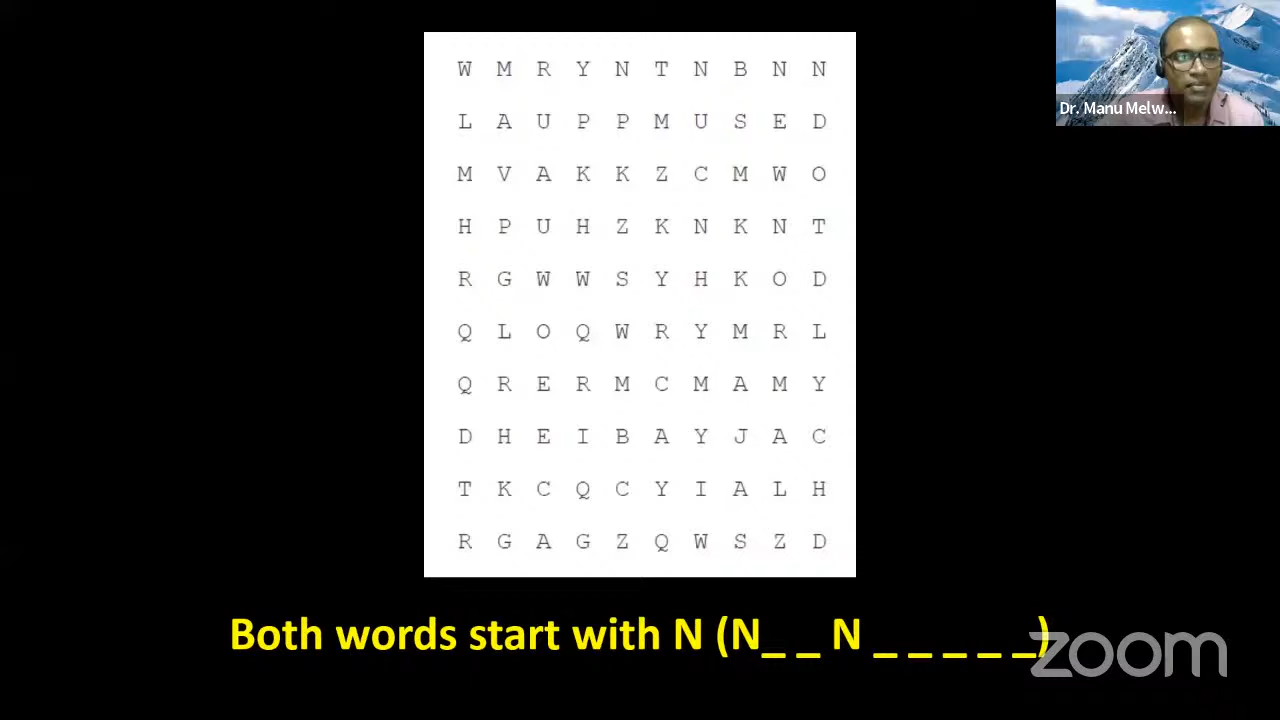 W M R Y N T N B N N
L A U P P M U S E D
M V A K K Z C M W O
H P U H Z K N K N T
R G W W S Y H K O D
Q L O Q W R Y M R L
Q R E R M C M A M Y
D H E I B A Y J A C
T K C Q C Y I A L H
R G A G Z Q W S Z D
Dr. Manu Melw...
Both words start with N (N_ _ N _ _ _ _ _)
zoom